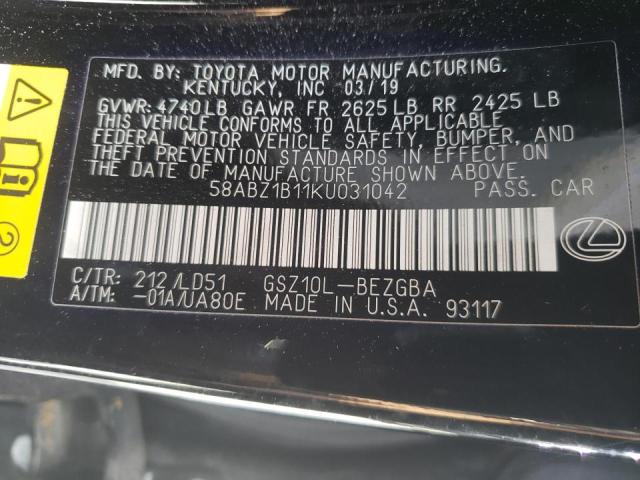 MFD. BY: TOYOTA MOTOR MANUFACTURING.
KENTUCKY, INC 03/19
GVWR: 4740LB GAWR FR 2625LB RR 2425 LB
THIS VEHICLE CONFORMS TO ALL APPLICABLE
FEDERAL MOTOR VEHICLE SAFETY, BUMPER, AND
THEFT PREVENTION STANDARDS IN EFFECT ON
THE DATE OF MANUFACTURE SHOWN ABOVE.
58ABZ1B11KU031042 PASS. CAR
C/TR: 212/LD51 GSZ10L-BEZGBA
A/TM: -01A/UA80E MADE IN U.S.A. 93117
2